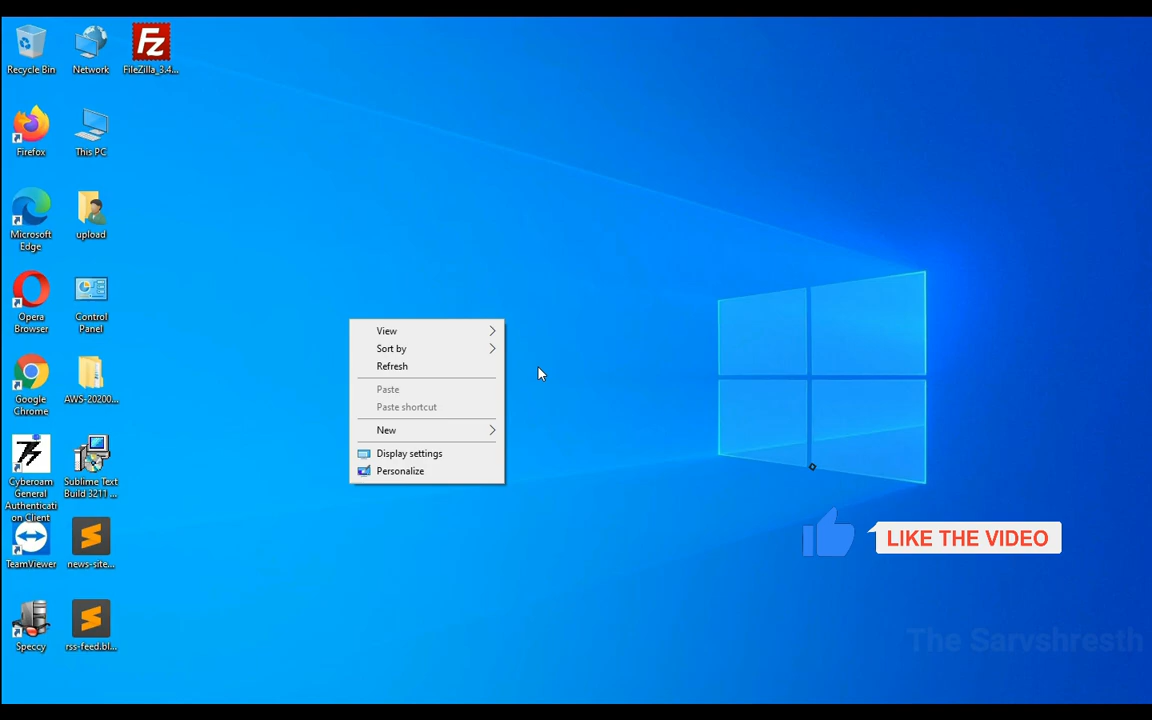 Recycle Bin
Network
FileZilla_3.4...
Firefox
This PC
Microsoft
Edge
upload
Opera
Browser
Control
Panel
Google
Chrome
AWS-20200...
Cyberoam
General
Authenticati
on Client
Sublime Text
Build 3211 ...
TeamViewer
news-site...
Speccy
rss-feed.bl...
View
Sort by
Refresh
Paste
Paste shortcut
New
Display settings
Personalize
LIKE THE VIDEO
The Sarvshresth